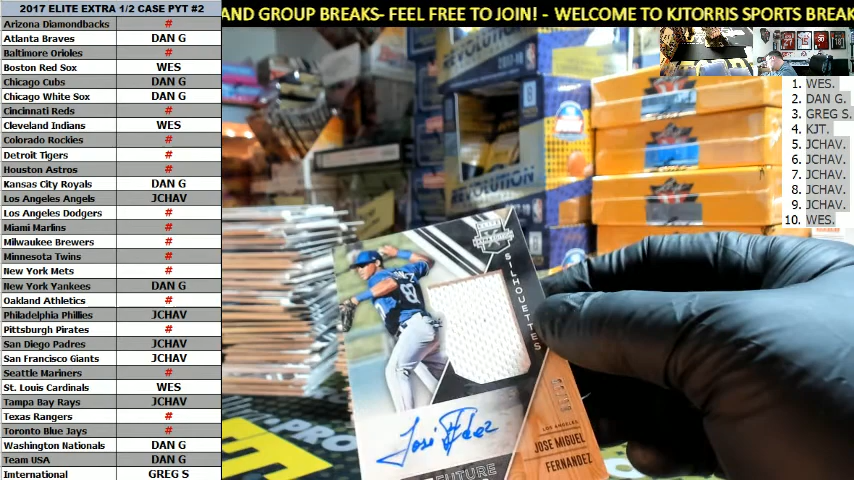 2017 ELITE EXTRA 1/2 CASE PYT #2
Arizona Diamondbacks #
Atlanta Braves DAN G
Baltimore Orioles #
Boston Red Sox WES
Chicago Cubs DAN G
Chicago White Sox DAN G
Cincinnati Reds #
Cleveland Indians WES
Colorado Rockies #
Detroit Tigers #
Houston Astros #
Kansas City Royals DAN G
Los Angeles Angels JCHAV
Los Angeles Dodgers #
Miami Marlins #
Milwaukee Brewers #
Minnesota Twins #
New York Mets #
New York Yankees DAN G
Oakland Athletics #
Philadelphia Phillies JCHAV
Pittsburgh Pirates #
San Diego Padres JCHAV
San Francisco Giants JCHAV
Seattle Mariners #
St. Louis Cardinals WES
Tampa Bay Rays JCHAV
Texas Rangers #
Toronto Blue Jays #
Washington Nationals DAN G
Team USA DAN G
International GREG S
AND GROUP BREAKS- FEEL FREE TO JOIN! - WELCOME TO KJTORRIS SPORTS BREAK
1. WES.
2. DAN G.
3. GREG S.
4. KJT.
5. JCHAV.
6. JCHAV.
7. JCHAV.
8. JCHAV.
9. JCHAV.
10. WES.
REVOLUTION
2017-18
REVOLUTION
SILHOUETTES
LOS ANGELES
JOSE MIGUEL
FERNANDEZ
FUTURE